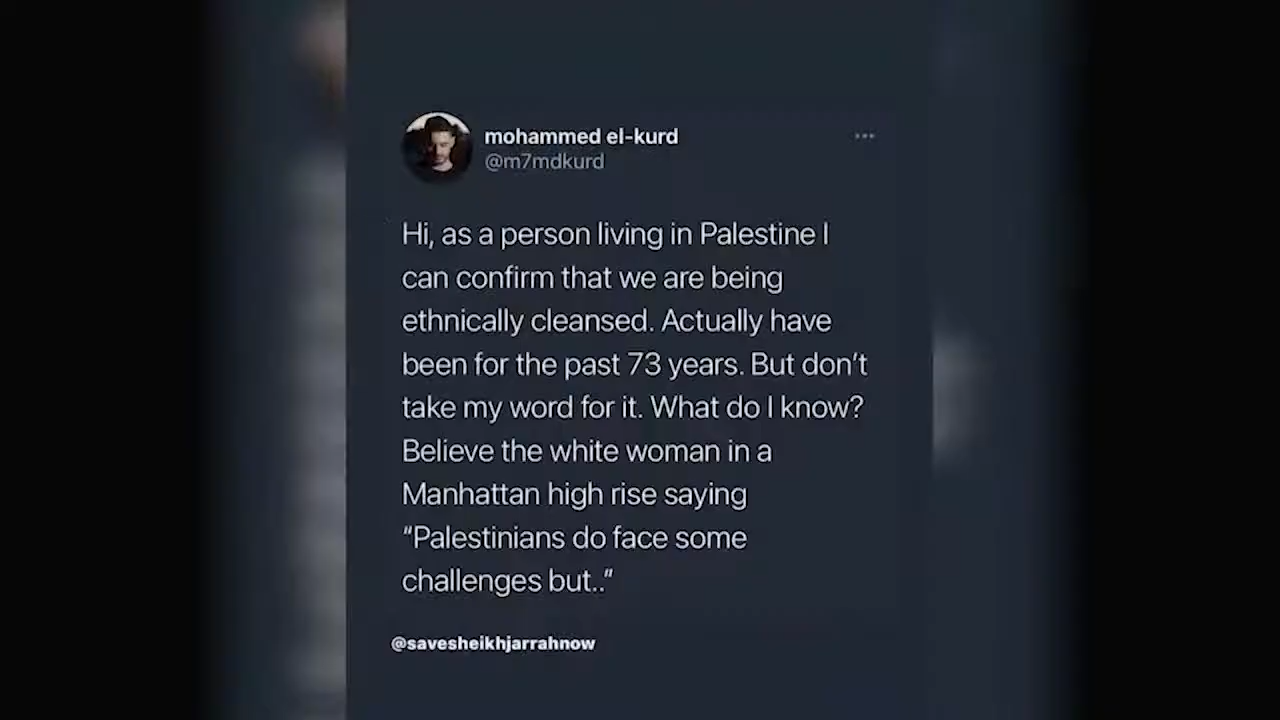 mohammed el-kurd
@m7mdkurd
Hi, as a person living in Palestine I
can confirm that we are being
ethnically cleansed. Actually have
been for the past 73 years. But don’t
take my word for it. What do I know?
Believe the white woman in a
Manhattan high rise saying
“Palestinians do face some
challenges but..”
@savesheikhjarrahnow